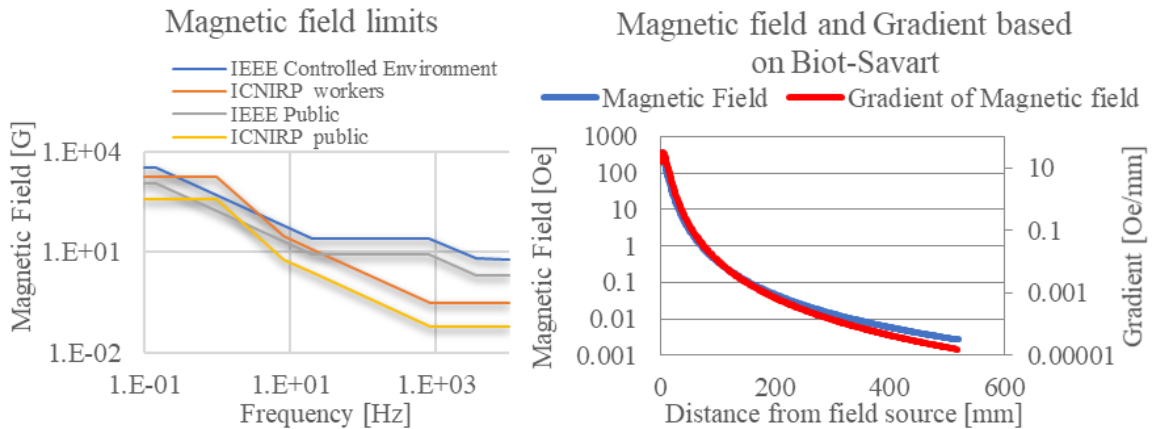 Magnetic field limits
IEEE Controlled Environment
ICNIRP workers
IEEE Public
ICNIRP public
Magnetic Field [G]
1.E+04
1.E+01
1.E-02
1.E-01
1.E+01
1.E+03
Frequency [Hz]
Magnetic field and Gradient based
on Biot-Savart
Magnetic Field
Gradient of Magnetic field
Magnetic Field [Oe]
1000
100
10
1
0.1
0.01
0.001
10
0.1
0.001
0.00001
Gradient [Oe/mm]
0
200
400
600
Distance from field source [mm]